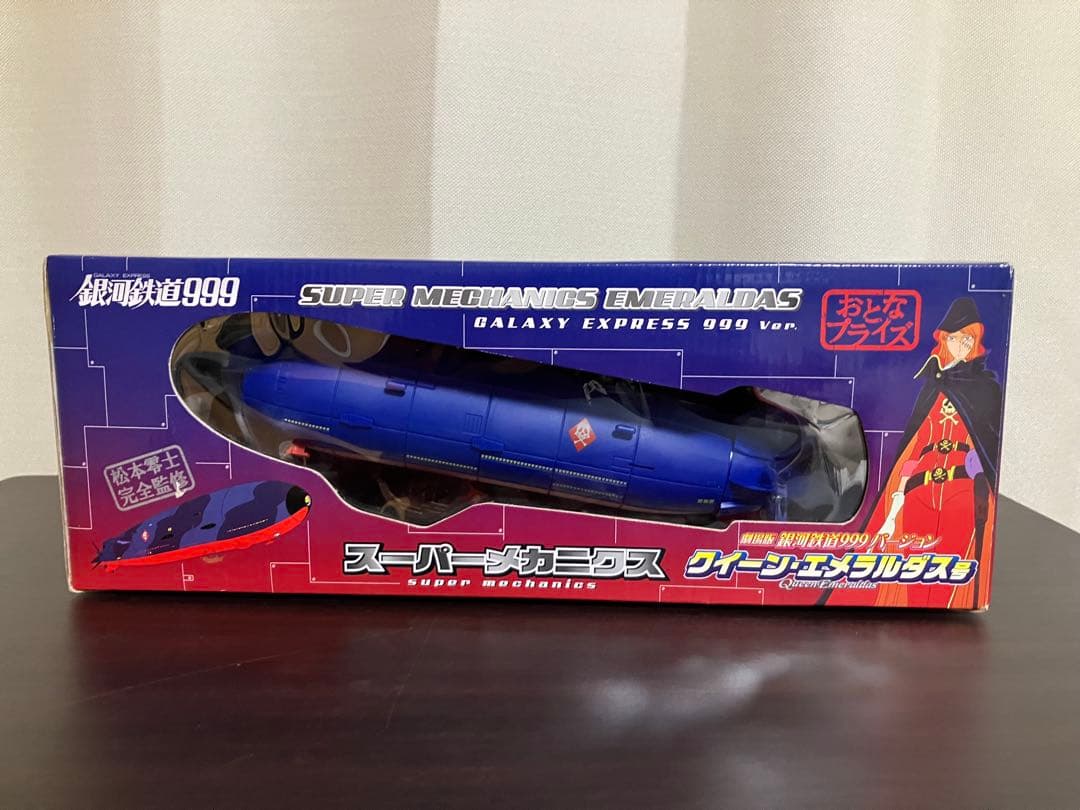 GALAXY EXPRESS
銀河鉄道999
SUPER MECHANICS EMERALDAS
GALAXY EXPRESS 999 Ver.
おとな
プライズ
松本零士
完全監修
スーパーメカニクス
super mechanics
劇場版 銀河鉄道999 バージョン
クイーン・エメラルダス号
Queen Emeraldas